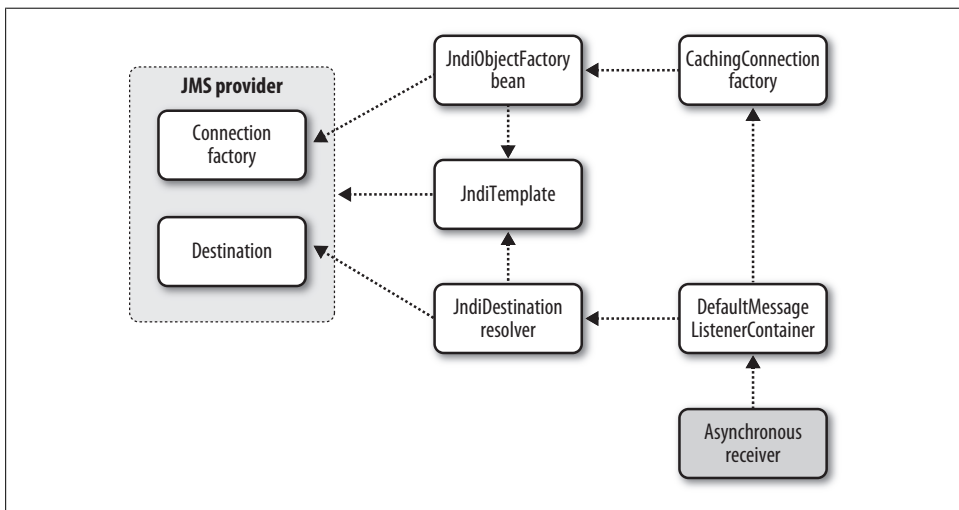 JMS provider
Connection
factory
Destination
JndiObjectFactory
bean
JndiTemplate
JndiDestination
resolver
CachingConnection
factory
DefaultMessage
ListenerContainer
Asynchronous
receiver